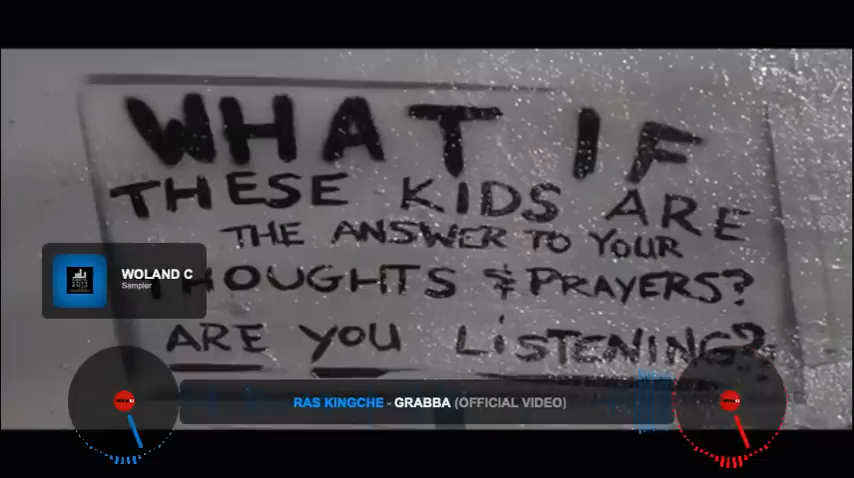 WHAT IF
THESE KIDS ARE
THE ANSWER TO YOUR
THOUGHTS & PRAYERS?
ARE YOU LISTENING?
WOLAND C
Sampler
RAS KINGCHE - GRABBA (OFFICIAL VIDEO)